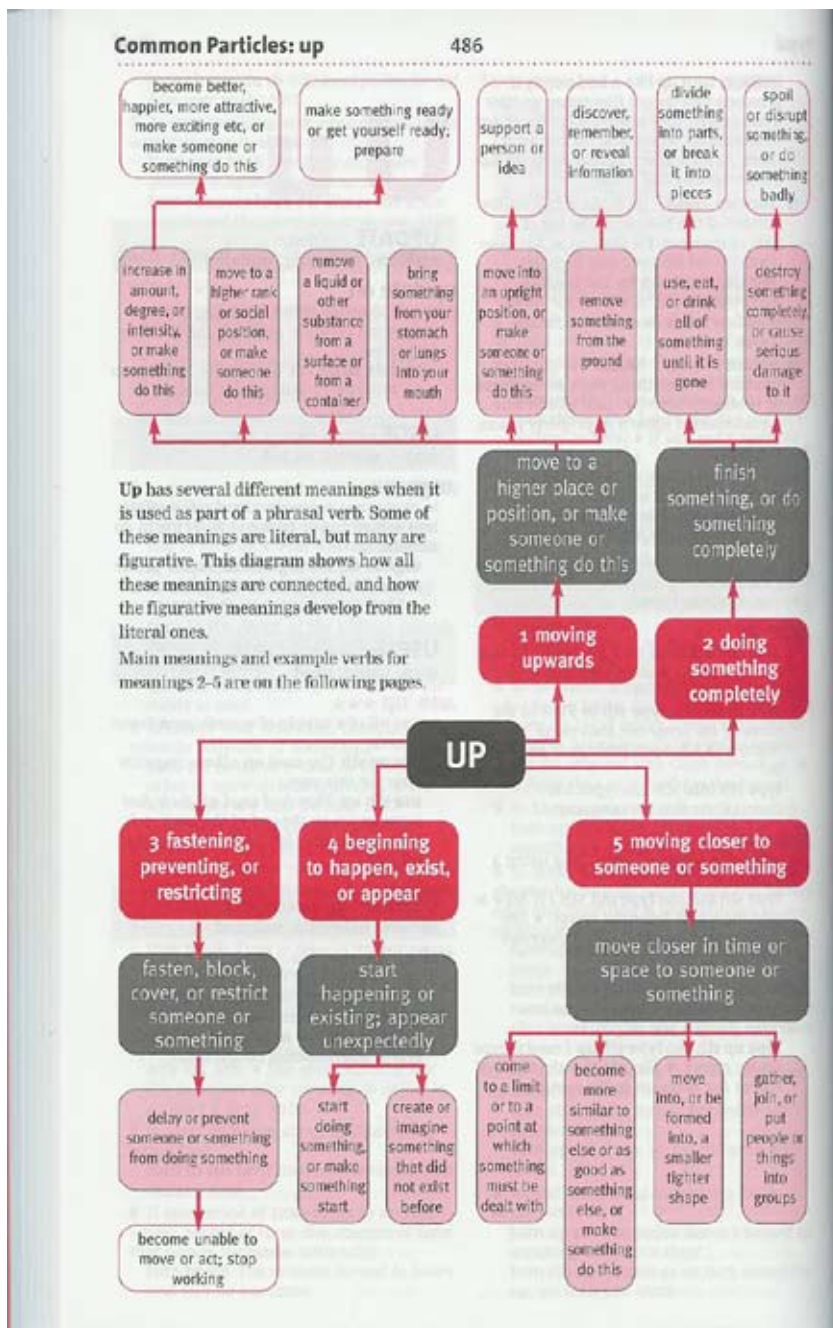 Common Particles: up
486
become better,
happier, more attractive,
more exciting etc, or
make someone or
something do this
make something ready
or get yourself ready;
prepare
support a
person or
idea
discover,
remember,
or reveal
information
divide
something
into parts,
or break
it into
pieces
spoil
or disrupt
something,
or do
something
badly
increase in
amount,
degree, or
intensity,
or make
something
do this
move to a
higher rank
or social
position,
or make
someone
do this
remove
a liquid or
other
substance
from a
surface or
from a
container
bring
something
from your
stomach
or lungs
into your
mouth
move into
an upright
position, or
make
someone or
something
do this
remove
something
from the
ground
use, eat,
or drink
all of
something
until it is
gone
destroy
something
completely,
or cause
serious
damage
to it
move to a
higher place or
position, or make
someone or
something do this
finish
something, or do
something
completely
Up has several different meanings when it
is used as part of a phrasal verb. Some of
these meanings are literal, but many are
figurative. This diagram shows how all
these meanings are connected, and how
the figurative meanings develop from the
literal ones.
Main meanings and example verbs for
meanings 2–5 are on the following pages.
1 moving
upwards
2 doing
something
completely
UP
3 fastening,
preventing, or
restricting
4 beginning
to happen, exist,
or appear
5 moving closer to
someone or something
fasten, block,
cover, or restrict
someone or
something
start
happening or
existing; appear
unexpectedly
move closer in time or
space to someone or
something
delay or prevent
someone or something
from doing something
start
doing
something,
or make
something
start
create or
imagine
something
that did
not exist
before
come
to a limit
or to a
point at
which
something
must be
dealt with
become
more
similar to
something
else or as
good as
something
else, or
make
something
do this
move
into, or be
formed
into, a
smaller
tighter
shape
gather,
join, or
put
people or
things
into
groups
become unable to
move or act; stop
working